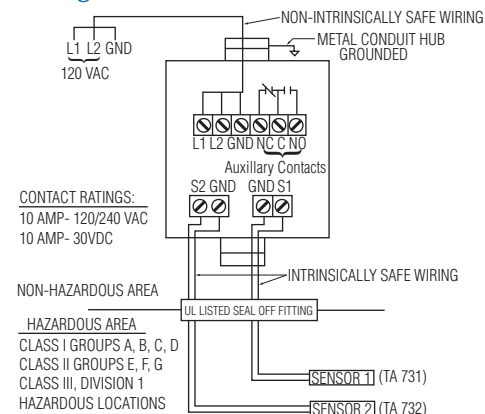 NON-INTRINSICALLY SAFE WIRING
METAL CONDUIT HUB
GROUNDED
L1 L2 GND
120 VAC
L1 L2 GND NC C NO
Auxillary Contacts
S2 GND GND S1
CONTACT RATINGS:
10 AMP- 120/240 VAC
10 AMP- 30VDC
INTRINSICALLY SAFE WIRING
NON-HAZARDOUS AREA
UL LISTED SEAL OFF FITTING
HAZARDOUS AREA
CLASS I GROUPS A, B, C, D
CLASS II GROUPS E, F, G
CLASS III, DIVISION 1
HAZARDOUS LOCATIONS
SENSOR 1 (TA 731)
SENSOR 2 (TA 732)